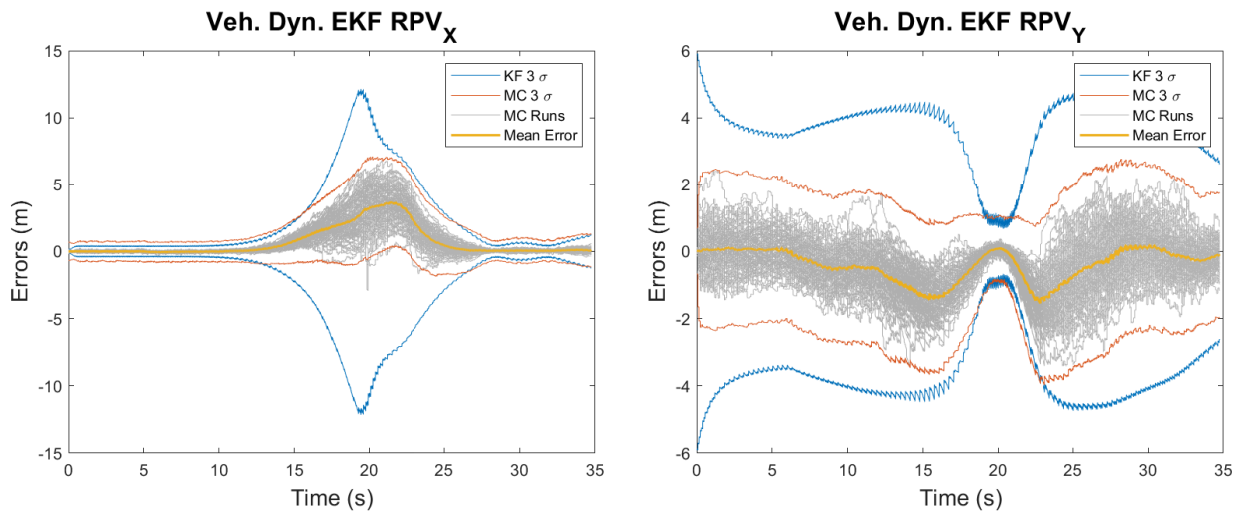 Veh. Dyn. EKF RPV_X
15
10
5
0
-5
-10
-15
Errors (m)
0 5 10 15 20 25 30 35
Time (s)
KF 3 σ
MC 3 σ
MC Runs
Mean Error
Veh. Dyn. EKF RPV_Y
6
4
2
0
-2
-4
-6
Errors (m)
0 5 10 15 20 25 30 35
Time (s)
KF 3 σ
MC 3 σ
MC Runs
Mean Error